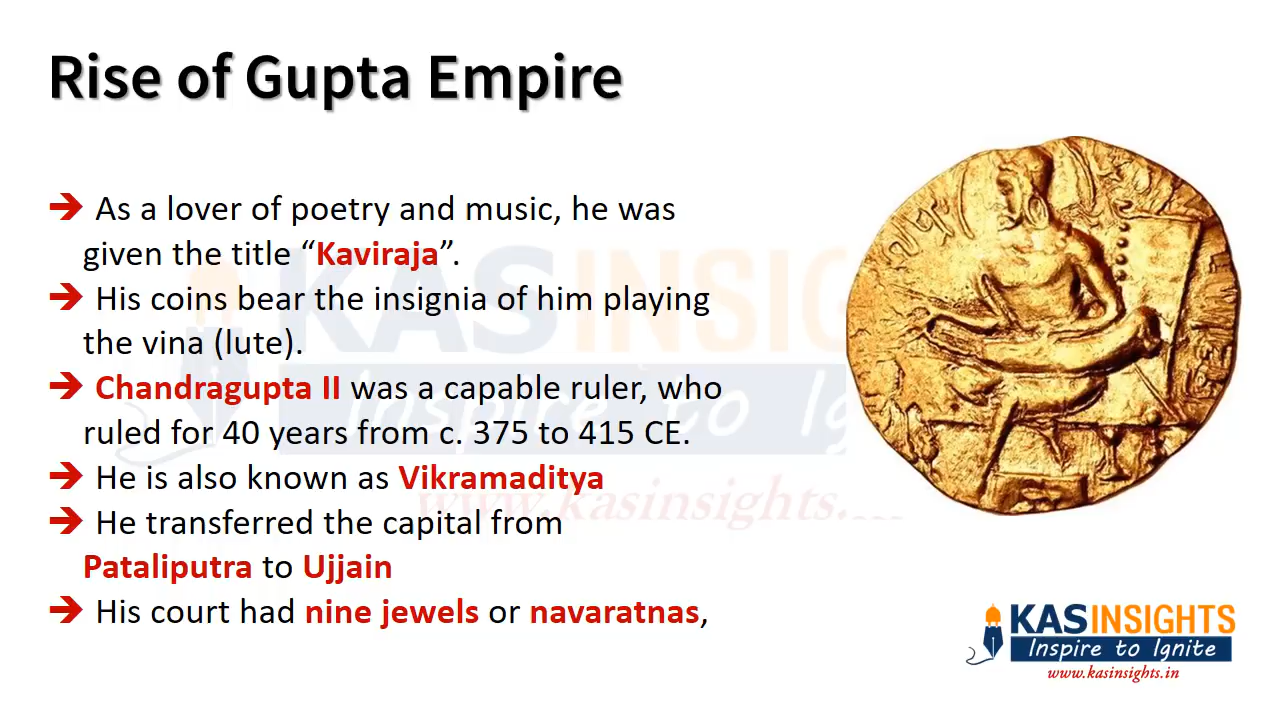 Rise of Gupta Empire
➔ As a lover of poetry and music, he was
given the title “Kaviraja”.
➔ His coins bear the insignia of him playing
the vina (lute).
➔ Chandragupta II was a capable ruler, who
ruled for 40 years from c. 375 to 415 CE.
➔ He is also known as Vikramaditya
➔ He transferred the capital from
Pataliputra to Ujjain
➔ His court had nine jewels or navaratnas,
KAS INSIGHTS
Inspire to Ignite
www.kasinsights.in